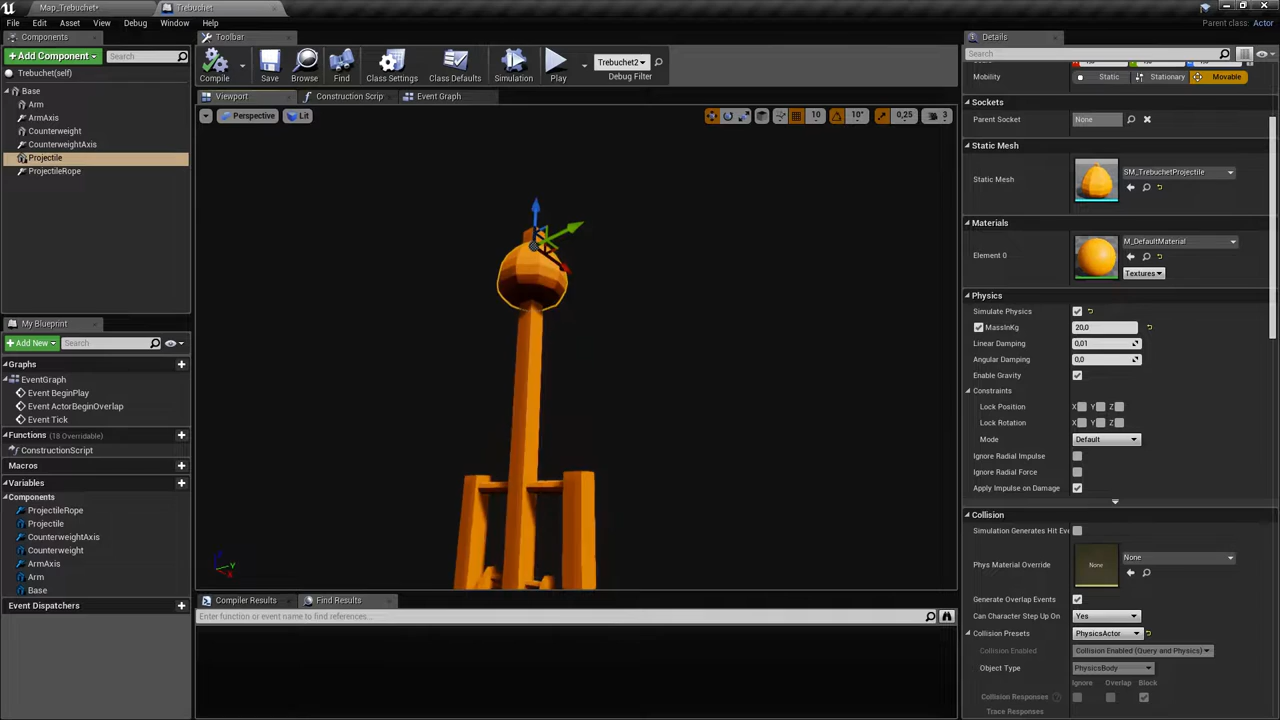 Map_Trebuchet*
Trebuchet
File Edit Asset View Debug Window Help
Parent class: Actor
Components
Add Component
Search
Trebuchet(self)
Base
Arm
ArmAxis
Counterweight
CounterweightAxis
Projectile
ProjectileRope
My Blueprint
Add New
Search
Graphs
EventGraph
Event BeginPlay
Event ActorBeginOverlap
Event Tick
Functions (18 Overridable)
ConstructionScript
Macros
Variables
Components
ProjectileRope
Projectile
CounterweightAxis
Counterweight
ArmAxis
Arm
Base
Event Dispatchers
Toolbar
Compile
Save
Browse
Find
Class Settings
Class Defaults
Simulation
Play
Trebuchet2
Debug Filter
Viewport
Construction Scrip
Event Graph
Perspective
Lit
10
10°
0,25
3
Compiler Results
Find Results
Enter function or event name to find references...
Details
Search
Mobility
Static
Stationary
Movable
Sockets
Parent Socket
None
Static Mesh
Static Mesh
SM_TrebuchetProjectile
Materials
Element 0
M_DefaultMaterial
Textures
Physics
Simulate Physics
MassInKg
20,0
Linear Damping
0,01
Angular Damping
0,0
Enable Gravity
Constraints
Lock Position
X Y Z
Lock Rotation
X Y Z
Mode
Default
Ignore Radial Impulse
Ignore Radial Force
Apply Impulse on Damage
Collision
Simulation Generates Hit Eve
Phys Material Override
None
None
Generate Overlap Events
Can Character Step Up On
Yes
Collision Presets
PhysicsActor
Collision Enabled
Collision Enabled (Query and Physics)
Object Type
PhysicsBody
Ignore Overlap Block
Collision Responses
Trace Responses